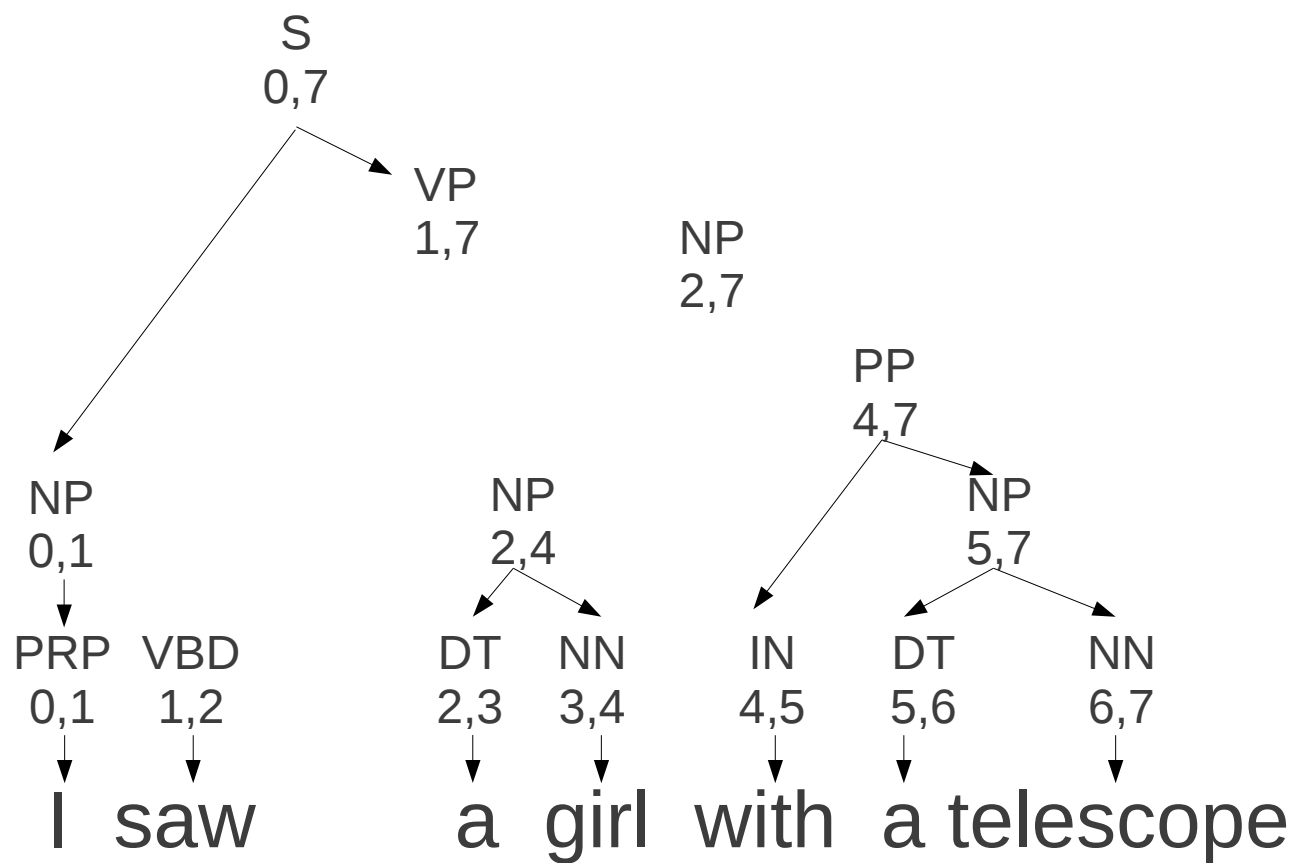 S
0,7
VP
1,7
NP
2,7
PP
4,7
NP
0,1
NP
2,4
NP
5,7
PRP VBD DT NN IN DT NN
0,1 1,2 2,3 3,4 4,5 5,6 6,7
I saw a girl with a telescope